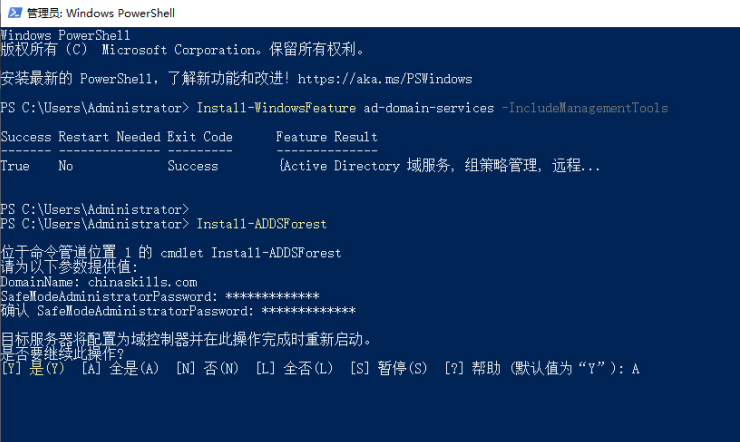 管理员: Windows PowerShell
Windows PowerShell
版权所有 (C) Microsoft Corporation。保留所有权利。
安装最新的 PowerShell，了解新功能和改进！https://aka.ms/PSWindows
PS C:\Users\Administrator> Install-WindowsFeature ad-domain-services -IncludeManagementTools
Success Restart Needed Exit Code      Feature Result
------- -------------- ---------      --------------
True    No             Success        {Active Directory 域服务, 组策略管理, 远程...
PS C:\Users\Administrator>
PS C:\Users\Administrator> Install-ADDSForest
位于命令管道位置 1 的 cmdlet Install-ADDSForest
请为以下参数提供值:
DomainName: chinaskills.com
SafeModeAdministratorPassword: *************
确认 SafeModeAdministratorPassword: *************
目标服务器将配置为域控制器并在此操作完成时重新启动。
是否要继续此操作?
[Y] 是(Y)  [A] 全是(A)  [N] 否(N)  [L] 全否(L)  [S] 暂停(S)  [?] 帮助 (默认值为“Y”): A